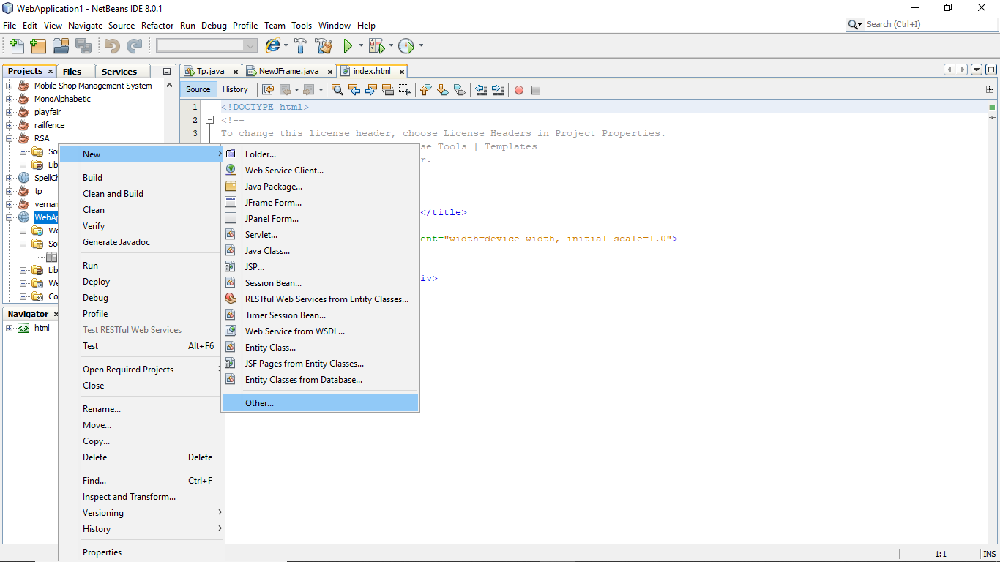 WebApplication1 - NetBeans IDE 8.0.1
File Edit View Navigate Source Refactor Run Debug Profile Team Tools Window Help
Search (Ctrl+I)
Projects Files Services
Tp.java NewJFrame.java index.html
Source History
Mobile Shop Management System
MonoAlphabetic
playfair
railfence
RSA
So
Lib
SpellCh
tp
vernar
WebAp
We
So
Lib
We
Co
Navigator
html
1 <!DOCTYPE html>
2 <!--
3 To change this license header, choose License Headers in Project Properties.
se Tools | Templates
r.
</title>
ent="width=device-width, initial-scale=1.0">
iv>
New
Build
Clean and Build
Clean
Verify
Generate Javadoc
Run
Deploy
Debug
Profile
Test RESTful Web Services
Test Alt+F6
Open Required Projects
Close
Rename...
Move...
Copy...
Delete Delete
Find... Ctrl+F
Inspect and Transform...
Versioning
History
Properties
Folder...
Web Service Client...
Java Package...
JFrame Form...
JPanel Form...
Servlet...
Java Class...
JSP...
Session Bean...
RESTful Web Services from Entity Classes...
Timer Session Bean...
Web Service from WSDL...
Entity Class...
JSF Pages from Entity Classes...
Entity Classes from Database...
Other...
1:1 INS